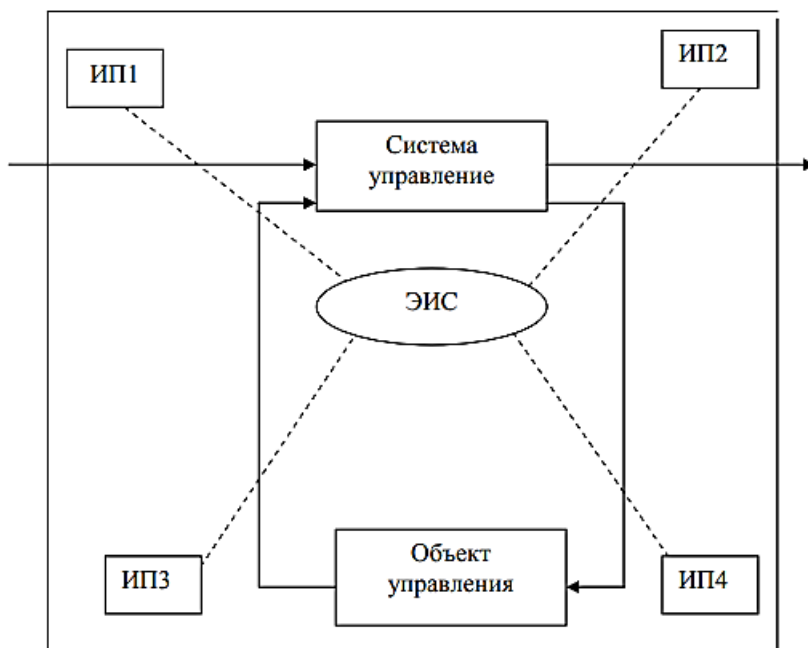 ИП1
ИП2
Система
управление
ЭИС
Объект
управления
ИП3
ИП4